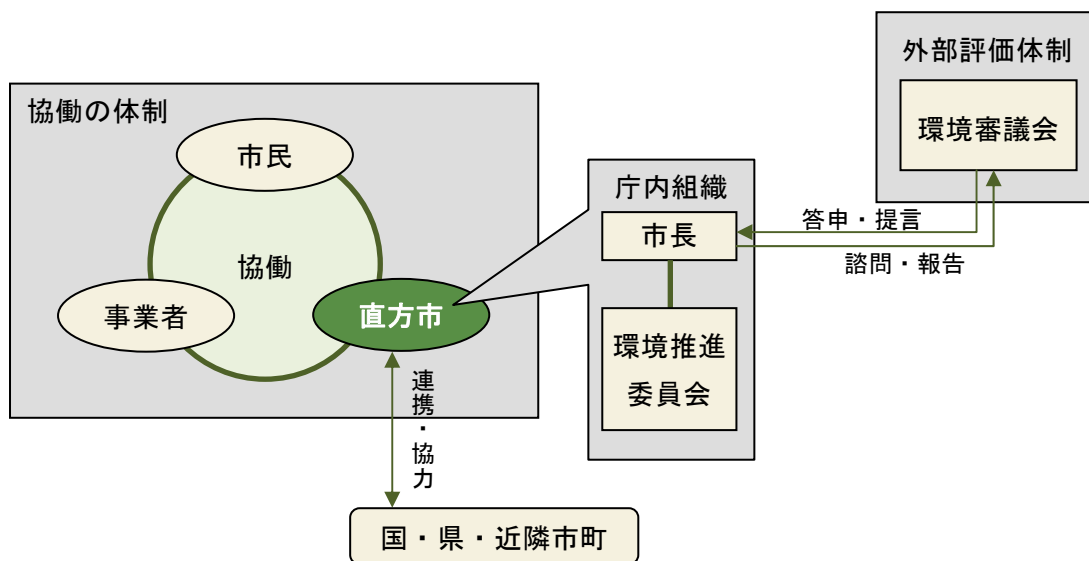 協働の体制
市民
協働
事業者
直方市
連携・協力
国・県・近隣市町
庁内組織
市長
環境推進
委員会
答申・提言
諮問・報告
外部評価体制
環境審議会